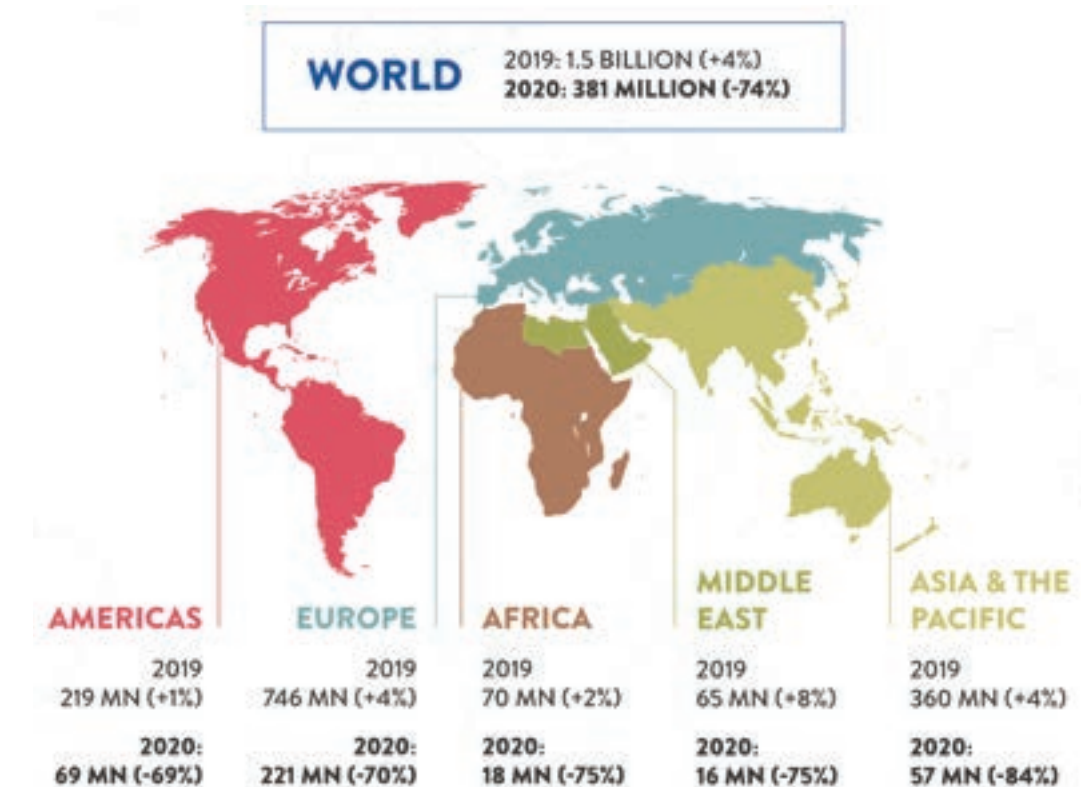 WORLD
2019: 1.5 BILLION (+4%)
2020: 381 MILLION (-74%)
AMERICAS
2019
219 MN (+1%)
2020:
69 MN (-69%)
EUROPE
2019
746 MN (+4%)
2020:
221 MN (-70%)
AFRICA
2019
70 MN (+2%)
2020:
18 MN (-75%)
MIDDLE
EAST
2019
65 MN (+8%)
2020:
16 MN (-75%)
ASIA & THE
PACIFIC
2019
360 MN (+4%)
2020:
57 MN (-84%)